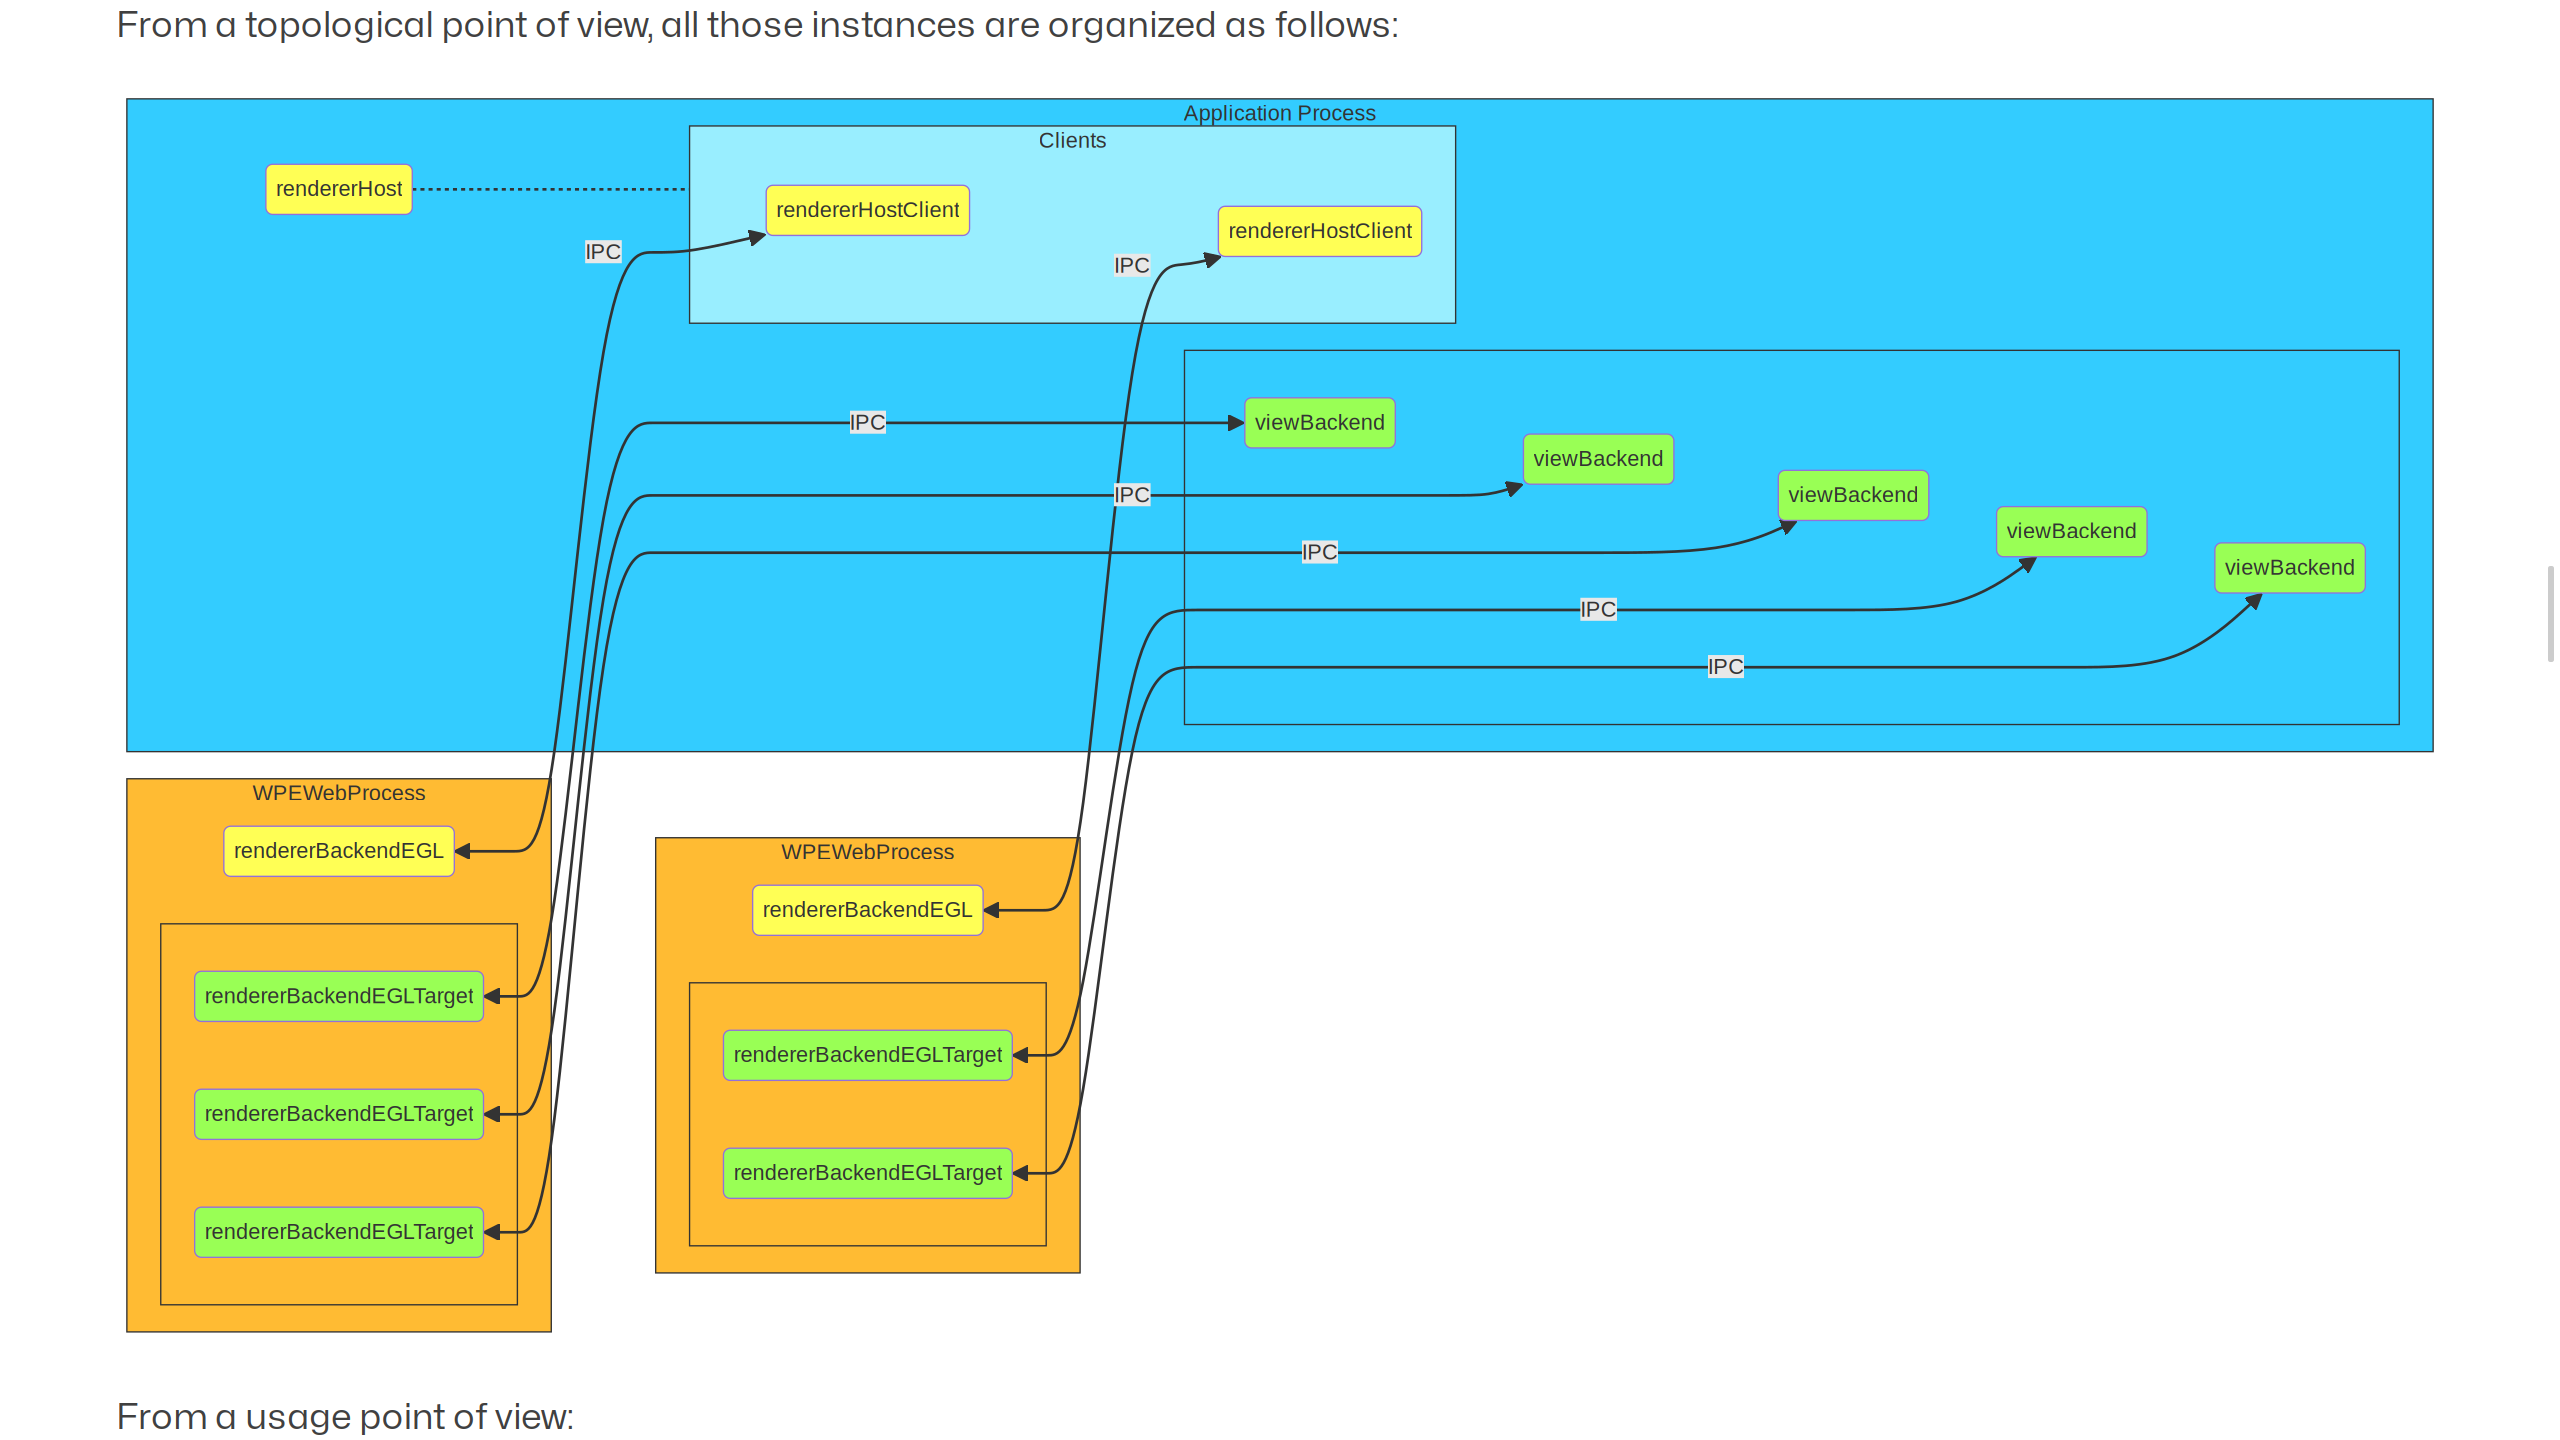 From a topological point of view, all those instances are organized as follows:
Application Process
Clients
rendererHost
rendererHostClient
rendererHostClient
IPC
IPC
IPC
viewBackend
viewBackend
IPC
viewBackend
viewBackend
IPC
viewBackend
IPC
IPC
WPEWebProcess
rendererBackendEGL
rendererBackendEGLTarget
rendererBackendEGLTarget
rendererBackendEGLTarget
WPEWebProcess
rendererBackendEGL
rendererBackendEGLTarget
rendererBackendEGLTarget
From a usage point of view: